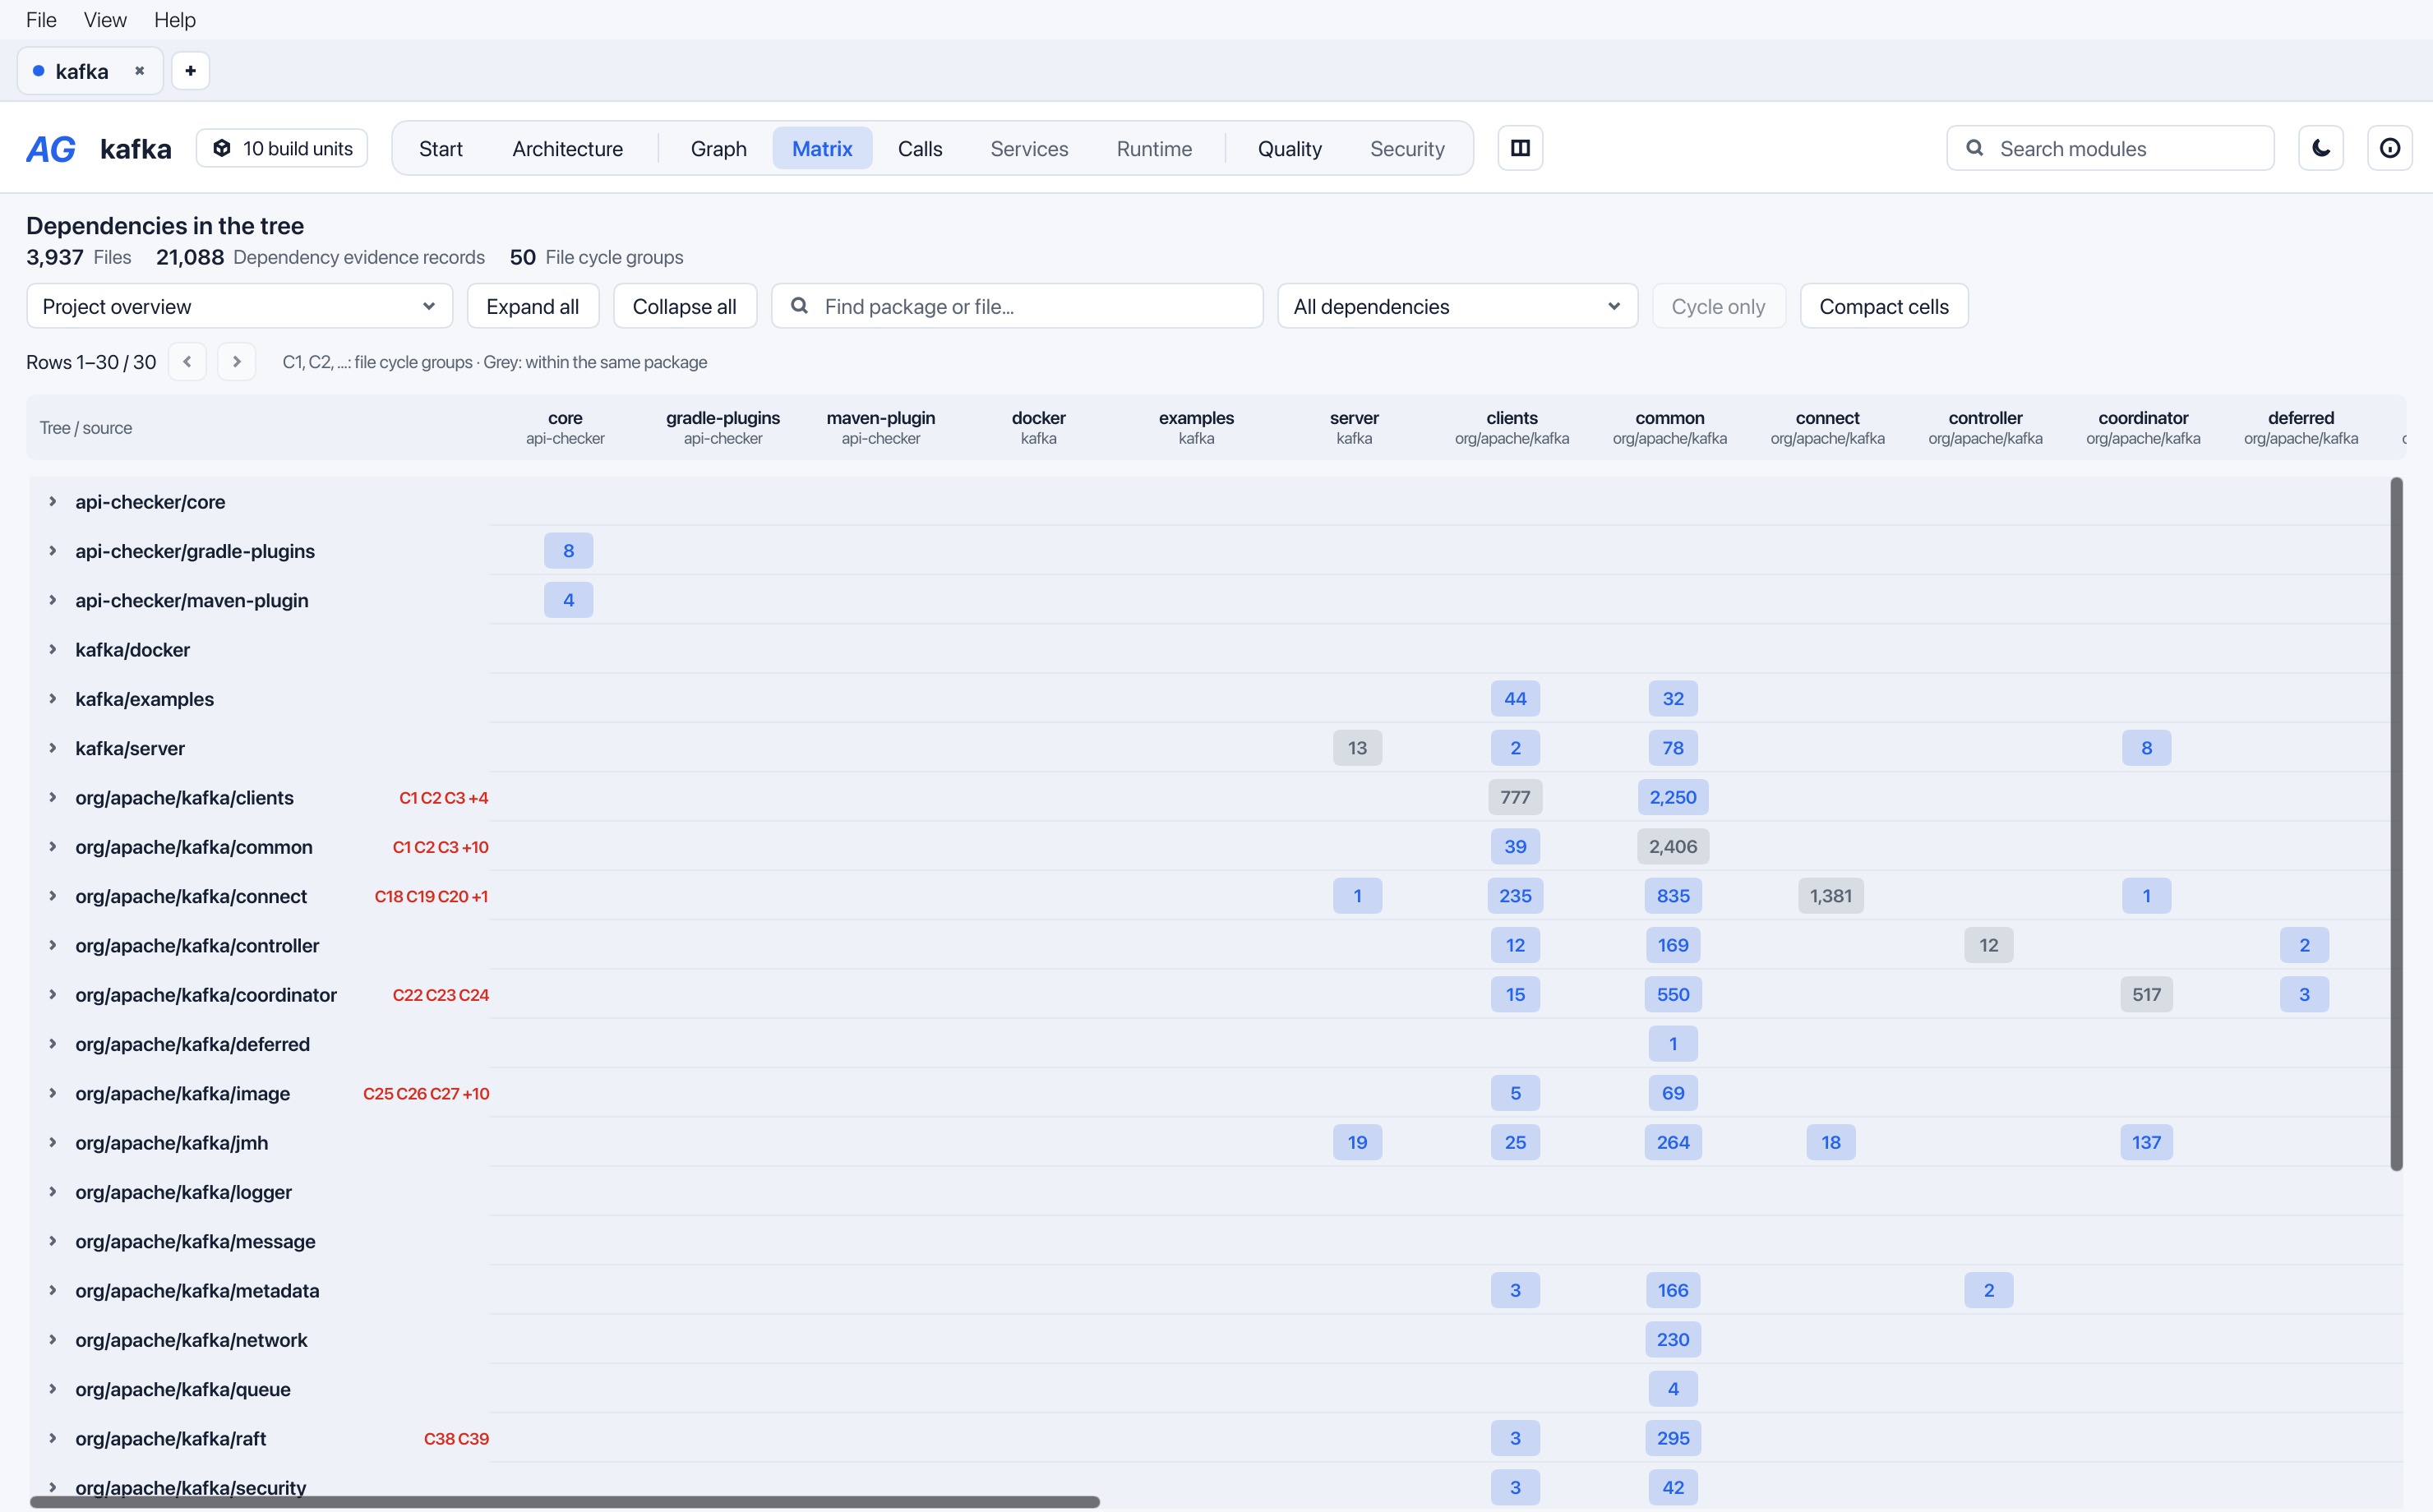 File View Help
kafka ×
+
AG kafka 10 build units Start Architecture Graph Matrix Calls Services Runtime Quality Security Search modules
Dependencies in the tree
3,937 Files 21,088 Dependency evidence records 50 File cycle groups
Project overview Expand all Collapse all Find package or file... All dependencies Cycle only Compact cells
Rows 1–30 / 30 C1, C2, ...: file cycle groups · Grey: within the same package
Tree / source core gradle-plugins maven-plugin docker examples server clients common connect controller coordinator deferred
api-checker api-checker api-checker kafka kafka kafka org/apache/kafka org/apache/kafka org/apache/kafka org/apache/kafka org/apache/kafka org/apache/kafka
api-checker/core
api-checker/gradle-plugins 8
api-checker/maven-plugin 4
kafka/docker
kafka/examples 44 32
kafka/server 13 2 78 8
org/apache/kafka/clients C1 C2 C3 +4 777 2,250
org/apache/kafka/common C1 C2 C3 +10 39 2,406
org/apache/kafka/connect C18 C19 C20 +1 1 235 835 1,381 1
org/apache/kafka/controller 12 169 12 2
org/apache/kafka/coordinator C22 C23 C24 15 550 517 3
org/apache/kafka/deferred 1
org/apache/kafka/image C25 C26 C27 +10 5 69
org/apache/kafka/jmh 19 25 264 18 137
org/apache/kafka/logger
org/apache/kafka/message
org/apache/kafka/metadata 3 166 2
org/apache/kafka/network 230
org/apache/kafka/queue 4
org/apache/kafka/raft C38 C39 3 295
org/apache/kafka/security 3 42